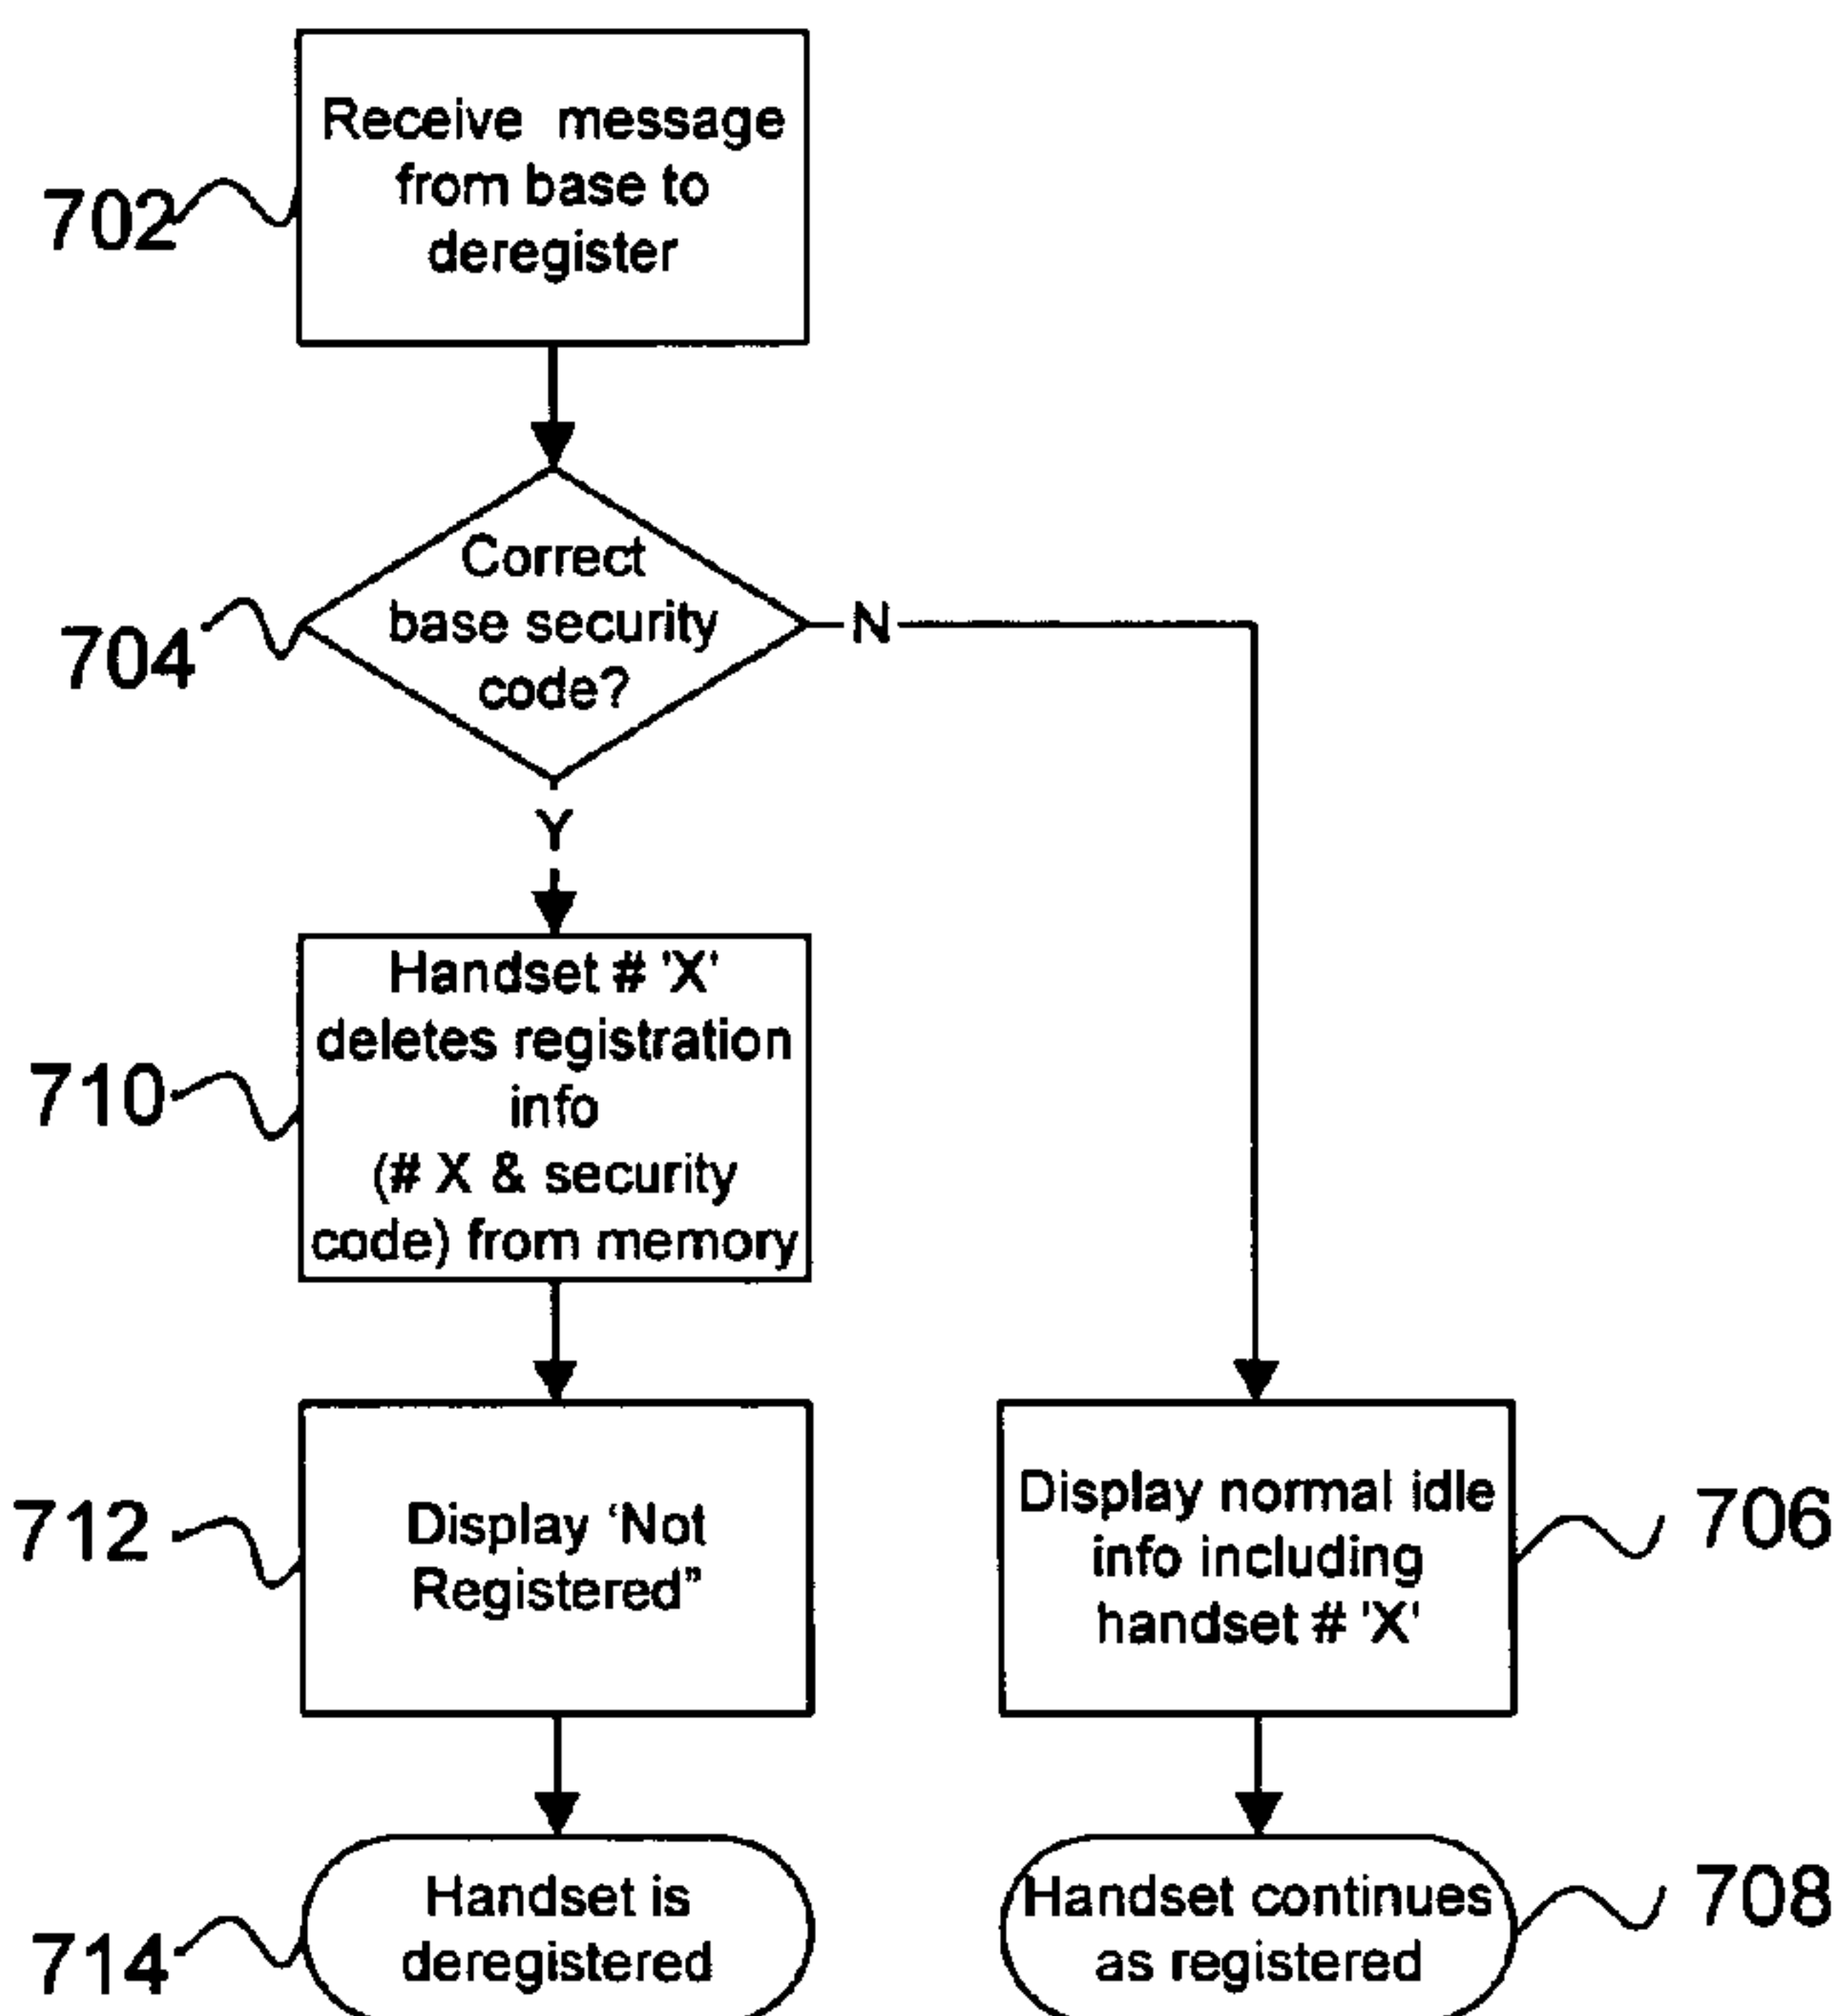 Receive message
from base to
deregister
702
Correct
base security
code?
704
N
Y
Handset # 'X'
deletes registration
info
(# X & security
code) from memory
710
Display ‘Not
Registered”
712
Display normal idle
info including
handset # 'X'
706
Handset is
deregistered
714
Handset continues
as registered
708